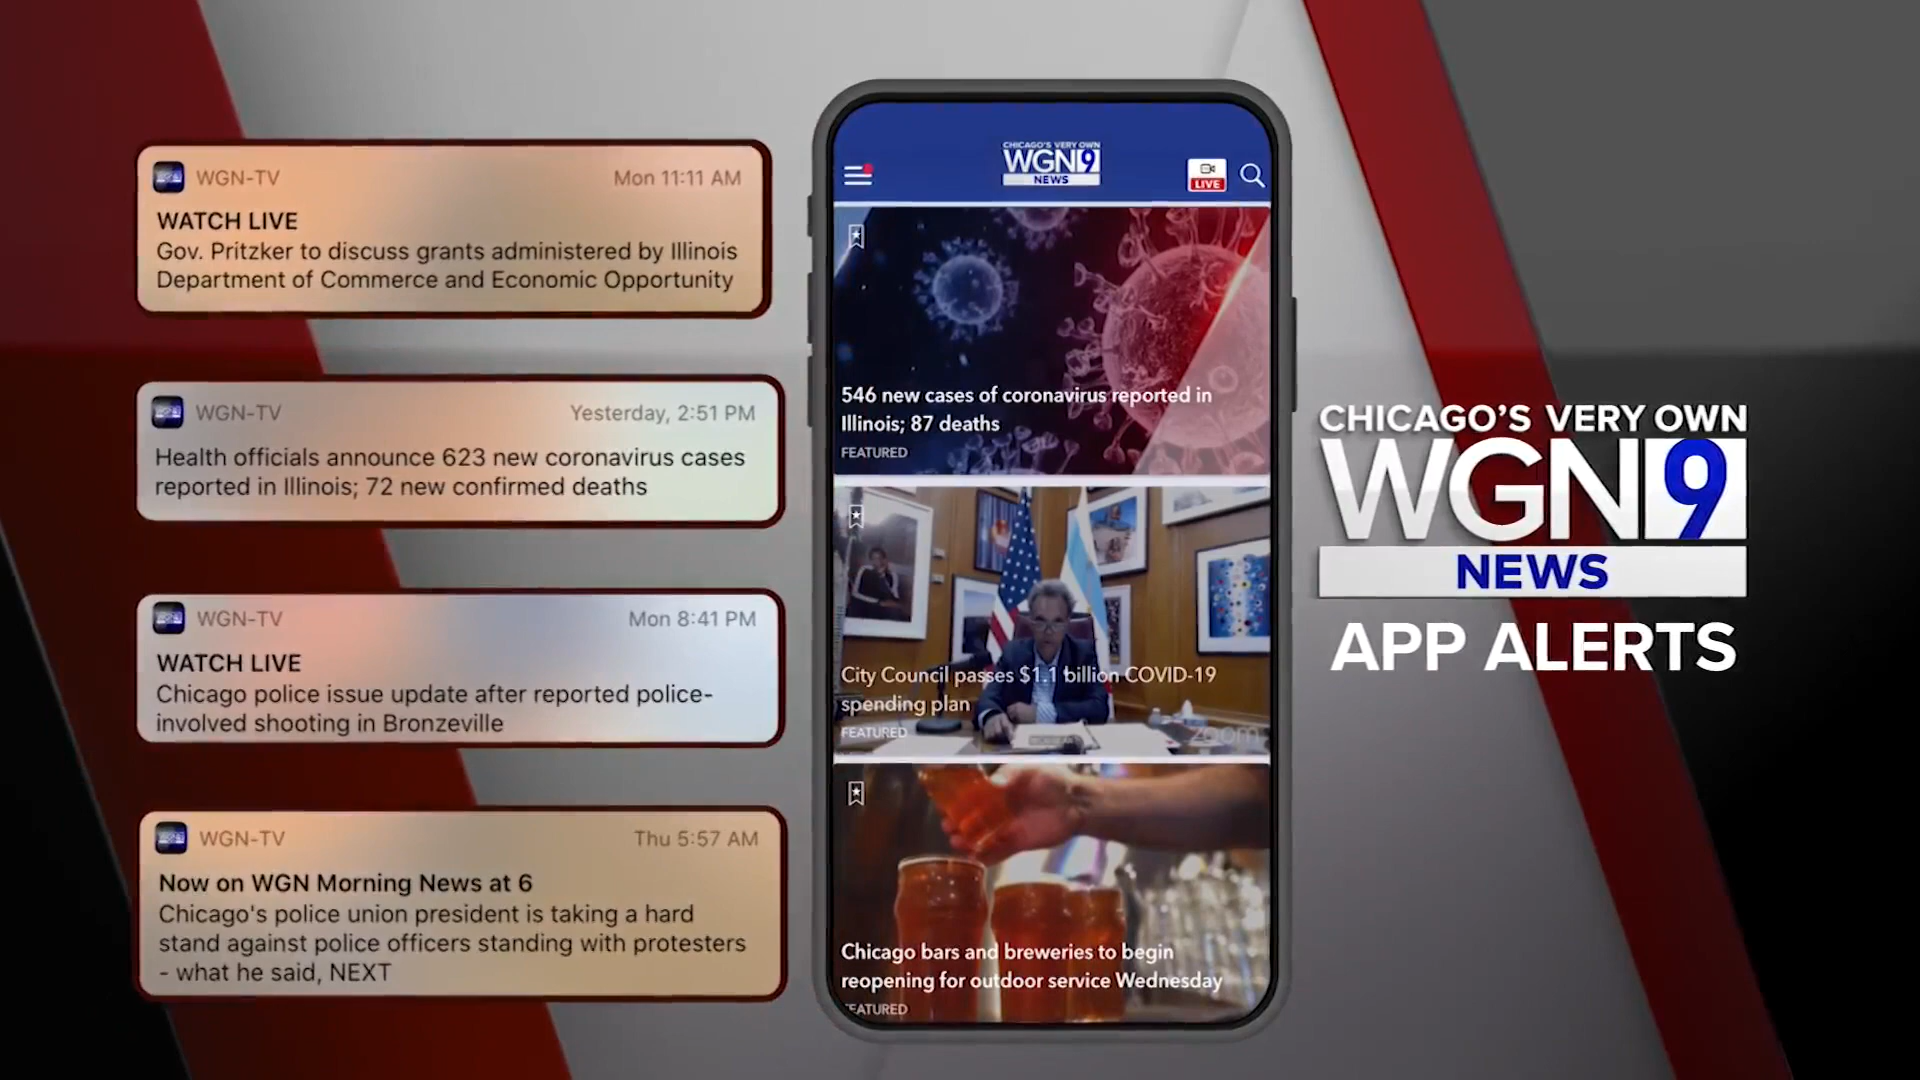 WGN-TV Mon 11:11 AM
WATCH LIVE
Gov. Pritzker to discuss grants administered by Illinois
Department of Commerce and Economic Opportunity
WGN-TV Yesterday, 2:51 PM
Health officials announce 623 new coronavirus cases
reported in Illinois; 72 new confirmed deaths
WGN-TV Mon 8:41 PM
WATCH LIVE
Chicago police issue update after reported police-
involved shooting in Bronzeville
WGN-TV Thu 5:57 AM
Now on WGN Morning News at 6
Chicago's police union president is taking a hard
stand against police officers standing with protesters
- what he said, NEXT
CHICAGO'S VERY OWN
WGN9
NEWS
LIVE
546 new cases of coronavirus reported in
Illinois; 87 deaths
FEATURED
City Council passes $1.1 billion COVID-19
spending plan
FEATURED
zoom
Chicago bars and breweries to begin
reopening for outdoor service Wednesday
FEATURED
CHICAGO'S VERY OWN
WGN9
NEWS
APP ALERTS